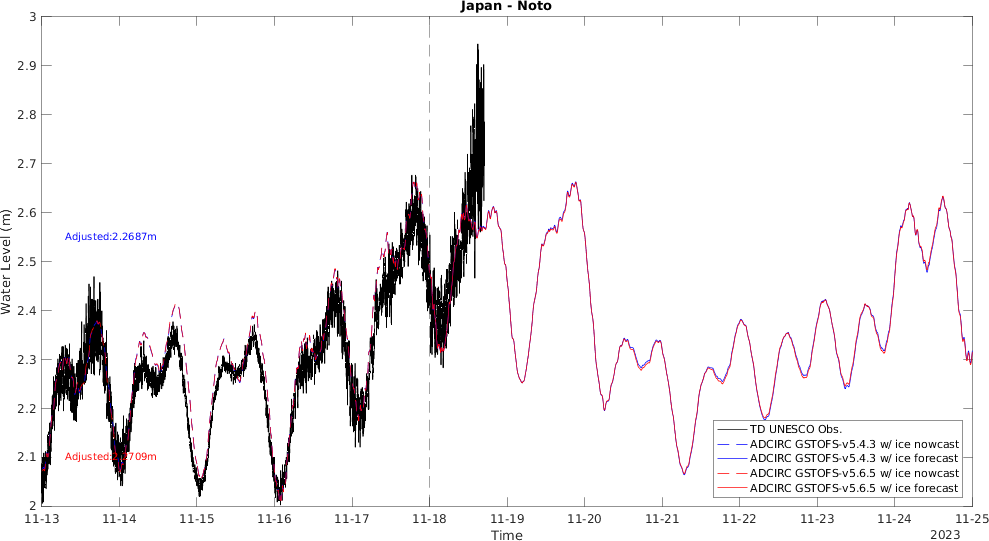 Japan - Noto
3
2.9
2.8
2.7
2.6
2.5
2.4
2.3
2.2
2.1
2
Water Level (m)
Adjusted:2.2687m
Adjusted:2.2709m
TD UNESCO Obs.
ADCIRC GSTOFS-v5.4.3 w/ ice nowcast
ADCIRC GSTOFS-v5.4.3 w/ ice forecast
ADCIRC GSTOFS-v5.6.5 w/ ice nowcast
ADCIRC GSTOFS-v5.6.5 w/ ice forecast
11-13 11-14 11-15 11-16 11-17 11-18 11-19 11-20 11-21 11-22 11-23 11-24 11-25
Time
2023